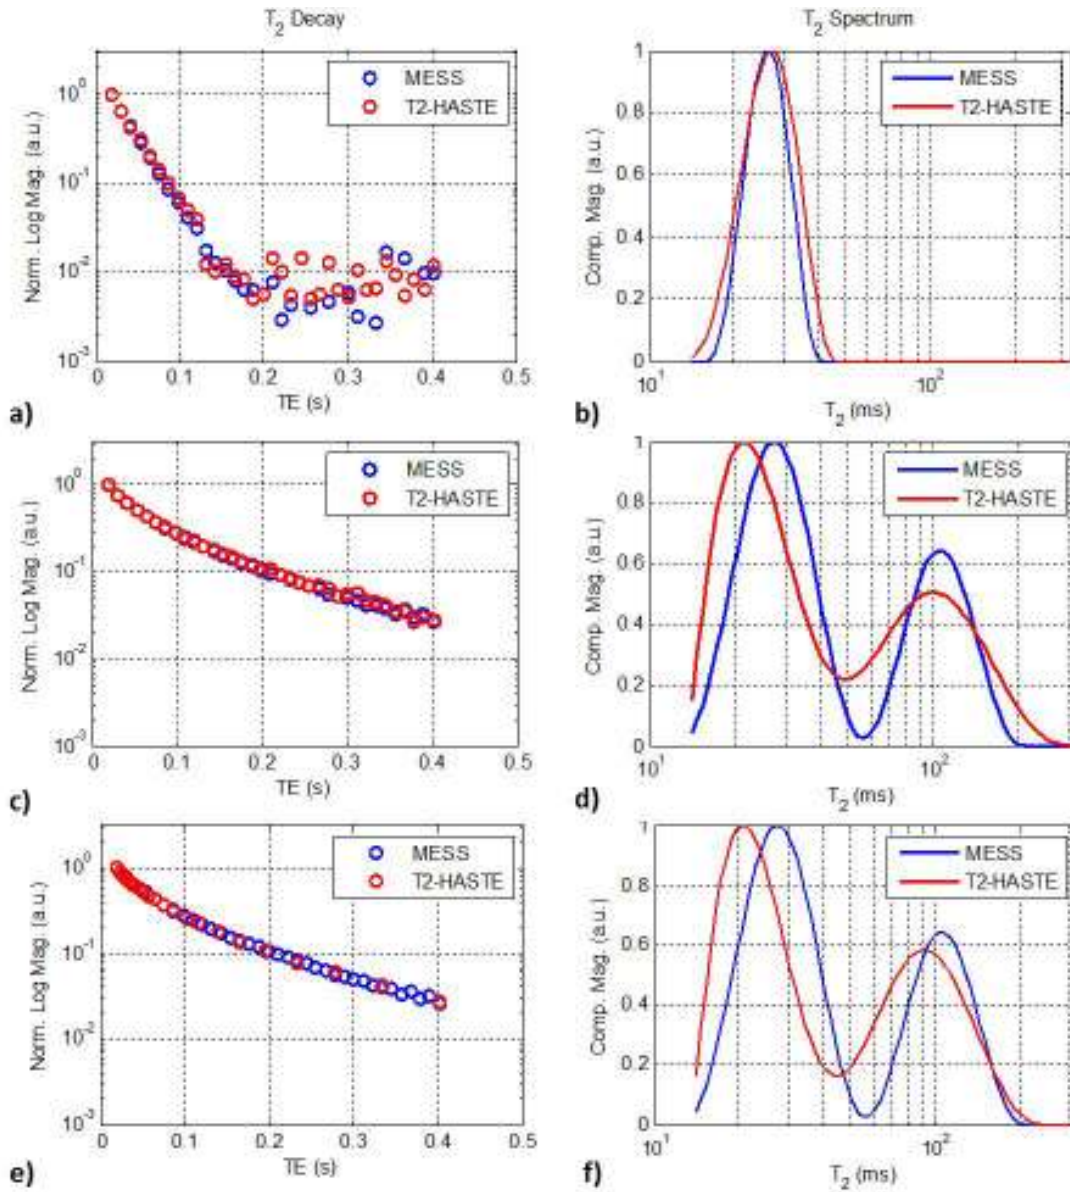 T2 Decay
T2 Spectrum
Norm. Log Mag. (a.u.)
10^0
10^-1
10^-2
10^-3
MESS
T2-HASTE
0 0.1 0.2 0.3 0.4 0.5
TE (s)
a)
Comp. Mag. (a.u.)
1
0.8
0.6
0.4
0.2
0
MESS
T2-HASTE
10^1 10^2
T2 (ms)
b)
Norm. Log Mag. (a.u.)
10^0
10^-1
10^-2
10^-3
MESS
T2-HASTE
0 0.1 0.2 0.3 0.4 0.5
TE (s)
c)
Comp. Mag. (a.u.)
1
0.8
0.6
0.4
0.2
0
MESS
T2-HASTE
10^1 10^2
T2 (ms)
d)
Norm. Log Mag. (a.u.)
10^0
10^-1
10^-2
10^-3
MESS
T2-HASTE
0 0.1 0.2 0.3 0.4 0.5
TE (s)
e)
Comp. Mag. (a.u.)
1
0.8
0.6
0.4
0.2
0
MESS
T2-HASTE
10^1 10^2
T2 (ms)
f)